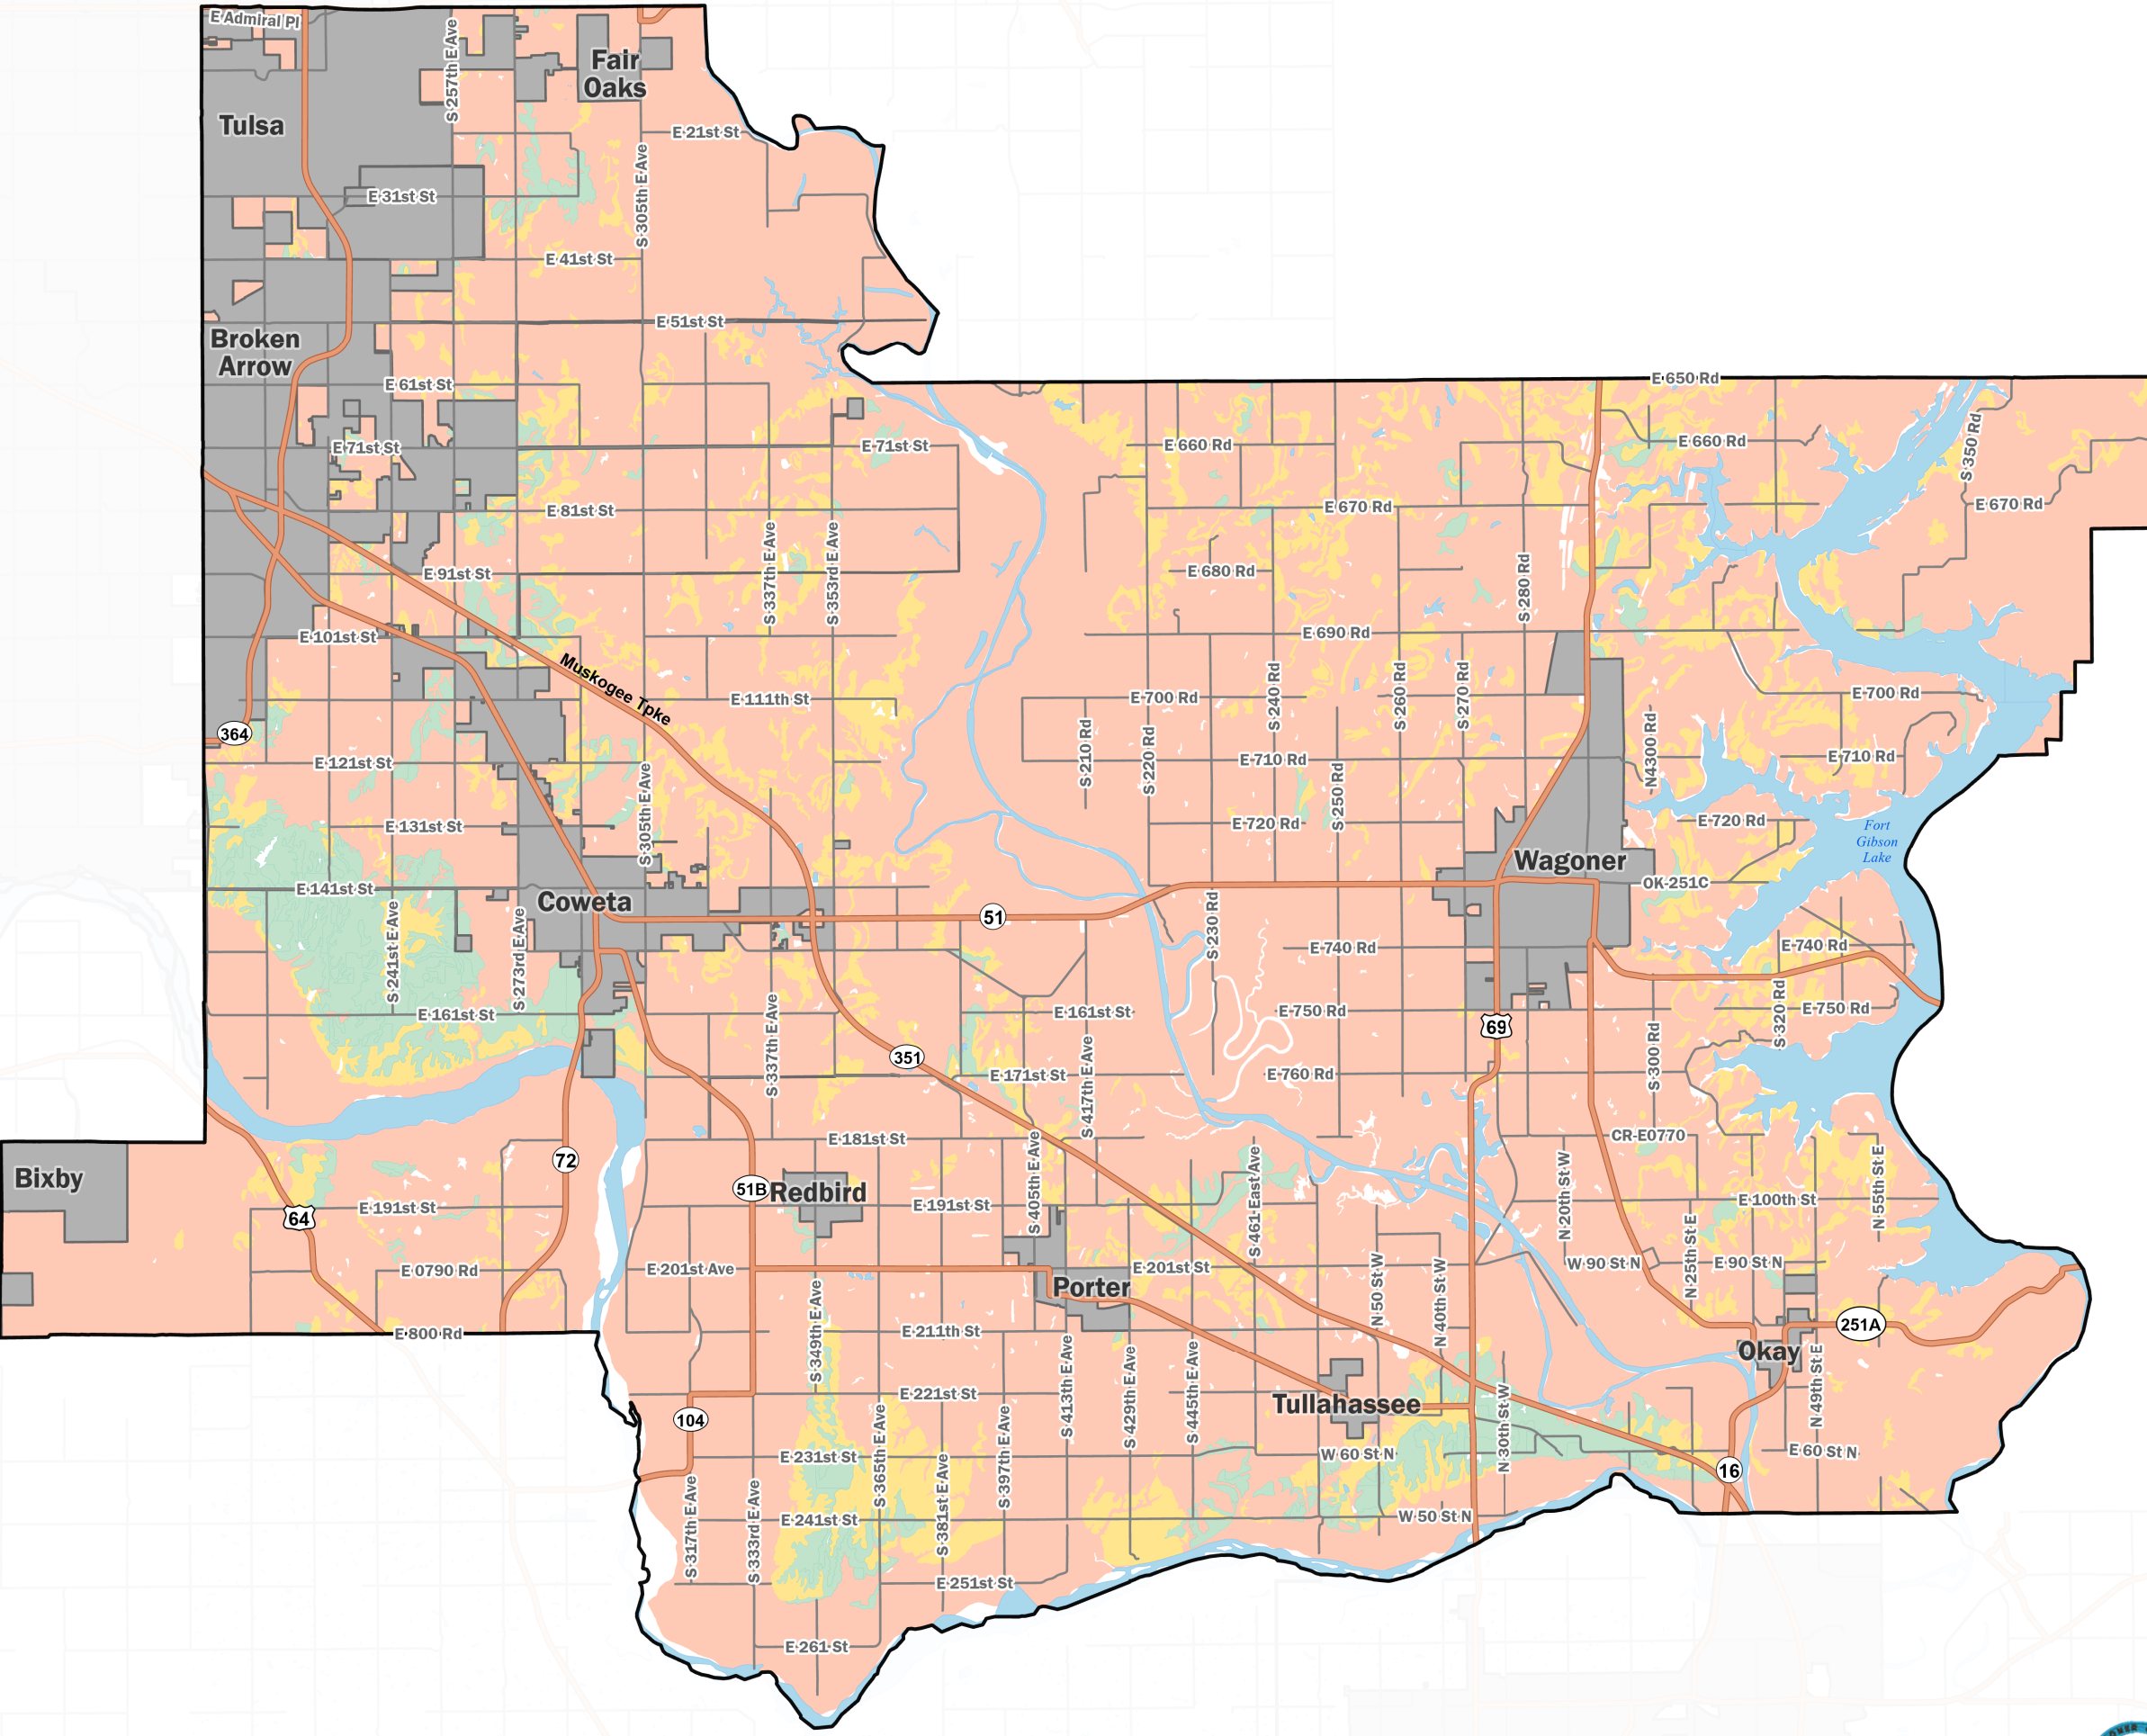 E Admiral Pl
S 257th E Ave
Fair
Oaks
Tulsa
E 21st St
E 31st St
S 305th E Ave
E 41st St
E 51st St
Broken
Arrow
E 61st St
E 650 Rd
E 71st St
E 71st St
E 660 Rd
E 660 Rd
S 350 Rd
E 81st St
E 670 Rd
E 670 Rd
S 337th E Ave
S 353rd E Ave
E 91st St
E 680 Rd
S 280 Rd
E 101st St
E 690 Rd
Muskogee Tpke
E 111th St
E 700 Rd
S 240 Rd
S 260 Rd
S 270 Rd
E 700 Rd
364
S 210 Rd
S 220 Rd
N4300 Rd
E 121st St
E 710 Rd
E 710 Rd
S 250 Rd
S 305th E Ave
E 131st St
E 720 Rd
E 720 Rd
Fort
Gibson
Lake
Wagoner
E 141st St
OK-251C
Coweta
51
S 241st E Ave
S 273rd E Ave
S 230 Rd
E 740 Rd
E 740 Rd
E 161st St
E 161st St
E 750 Rd
S 320 Rd
E 750 Rd
69
S 337th E Ave
351
S 300 Rd
E 171st St
S 417th E Ave
E 760 Rd
E 181st St
CR-E0770
Bixby
72
51B
Redbird
S 405th E Ave
S 461 East Ave
N 20th St W
N 55th St E
64
E 191st St
E 191st St
E 100th St
E 0790 Rd
E 201st Ave
E 201st St
W 90 St N
N 25th St E
E 90 St N
Porter
N 50 St W
N 40th St W
E 800 Rd
S 349th E Ave
E 211th St
251A
Okay
S 413th E Ave
S 429th E Ave
S 445th E Ave
N 49th St E
E 221st St
Tullahassee
104
S 365th E Ave
S 397th E Ave
N 30th St W
E 231st St
W 60 St N
E 60 St N
16
S 381st E Ave
S 317th E Ave
S 333rd E Ave
E 241st St
W 50 St N
E 251st St
E 261 St